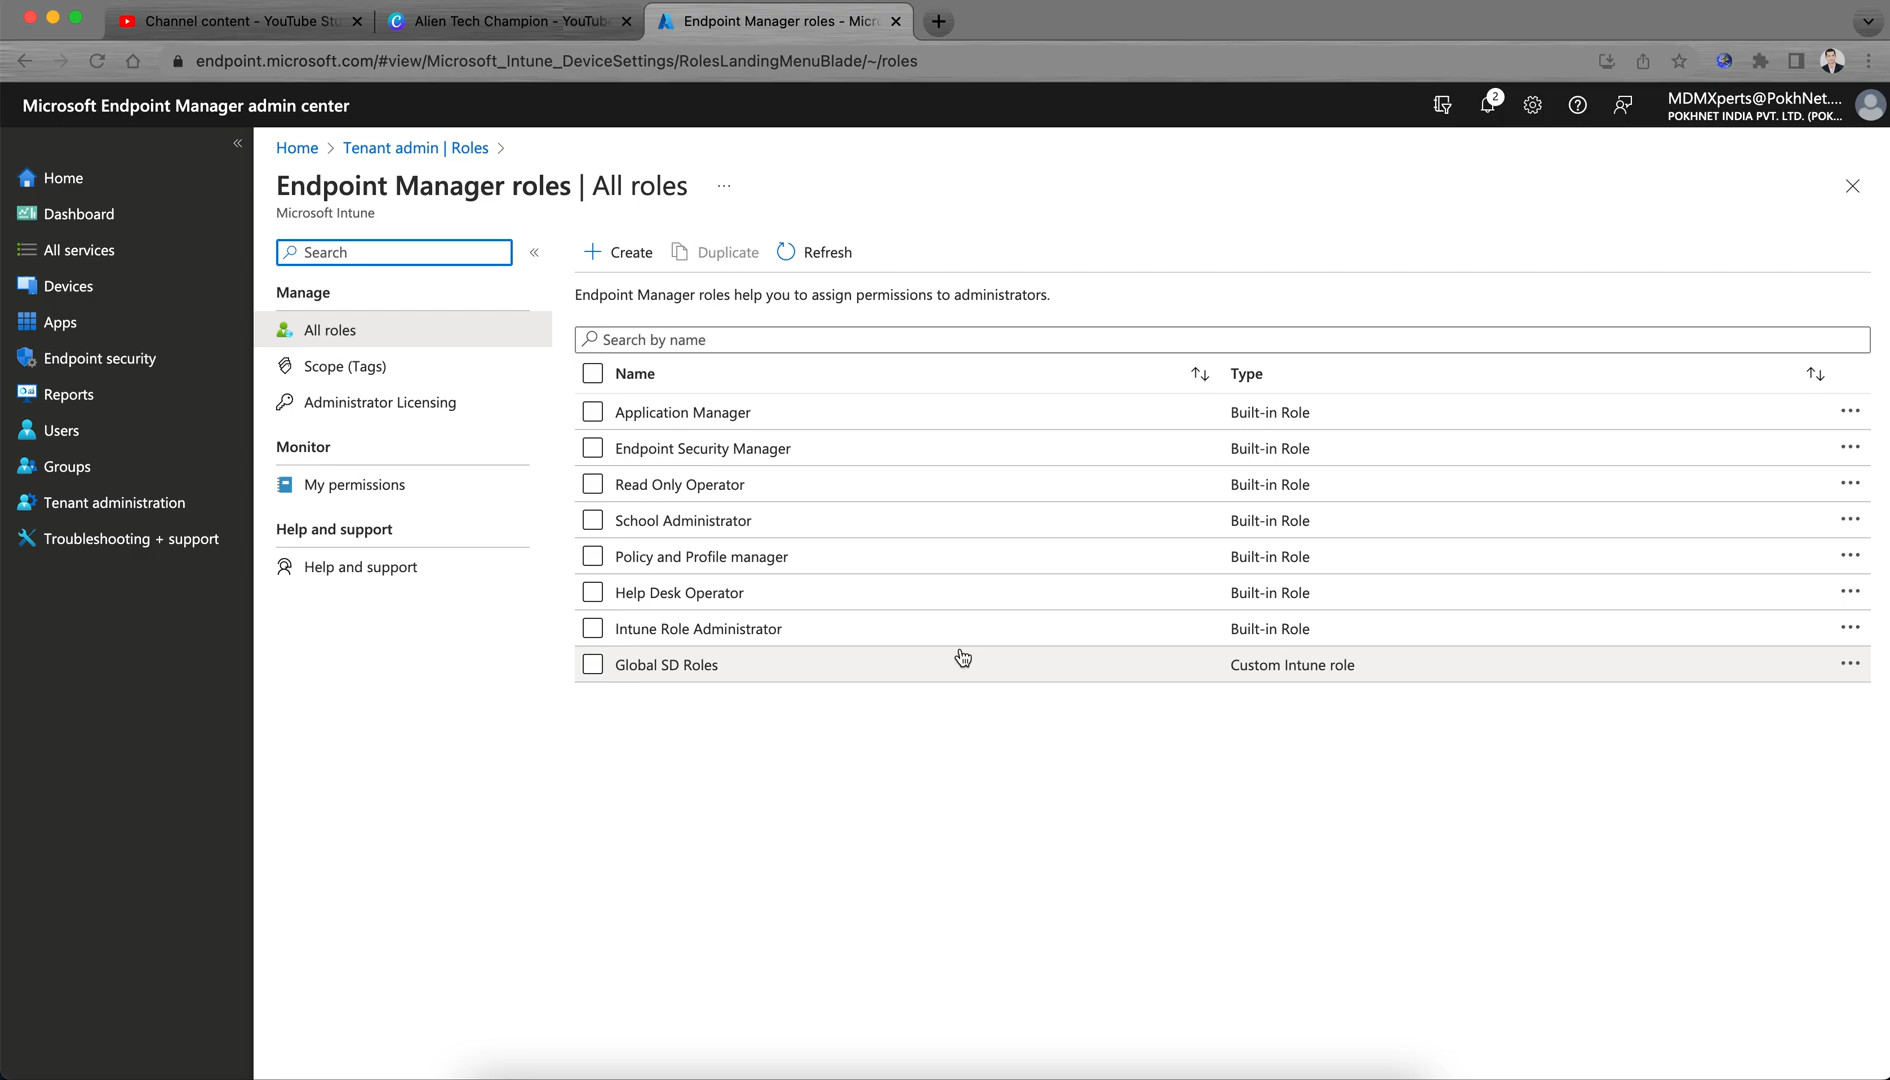 Channel content - YouTube Stu
Alien Tech Champion - YouTube
Endpoint Manager roles - Micro
endpoint.microsoft.com/#view/Microsoft_Intune_DeviceSettings/RolesLandingMenuBlade/~/roles
Microsoft Endpoint Manager admin center
2
MDMXperts@PokhNet....
POKHNET INDIA PVT. LTD. (POK...
«
Home
Dashboard
All services
Devices
Apps
Endpoint security
Reports
Users
Groups
Tenant administration
Troubleshooting + support
Home > Tenant admin | Roles >
Endpoint Manager roles | All roles ...
Microsoft Intune
Search «
Manage
All roles
Scope (Tags)
Administrator Licensing
Monitor
My permissions
Help and support
Help and support
+ Create Duplicate Refresh
Endpoint Manager roles help you to assign permissions to administrators.
Search by name
Name ↑↓ Type ↑↓
Application Manager Built-in Role ...
Endpoint Security Manager Built-in Role ...
Read Only Operator Built-in Role ...
School Administrator Built-in Role ...
Policy and Profile manager Built-in Role ...
Help Desk Operator Built-in Role ...
Intune Role Administrator Built-in Role ...
Global SD Roles Custom Intune role ...